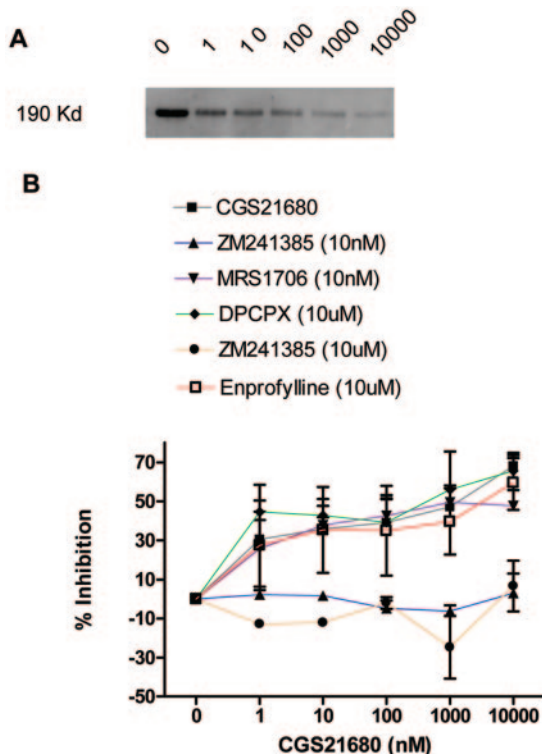 A
0 1 10 100 1000 10000
190 Kd
B
CGS21680
ZM241385 (10nM)
MRS1706 (10nM)
DPCPX (10uM)
ZM241385 (10uM)
Enprofylline (10uM)
% Inhibition
70
50
30
10
-10
-30
-50
0 1 10 100 1000 10000
CGS21680 (nM)